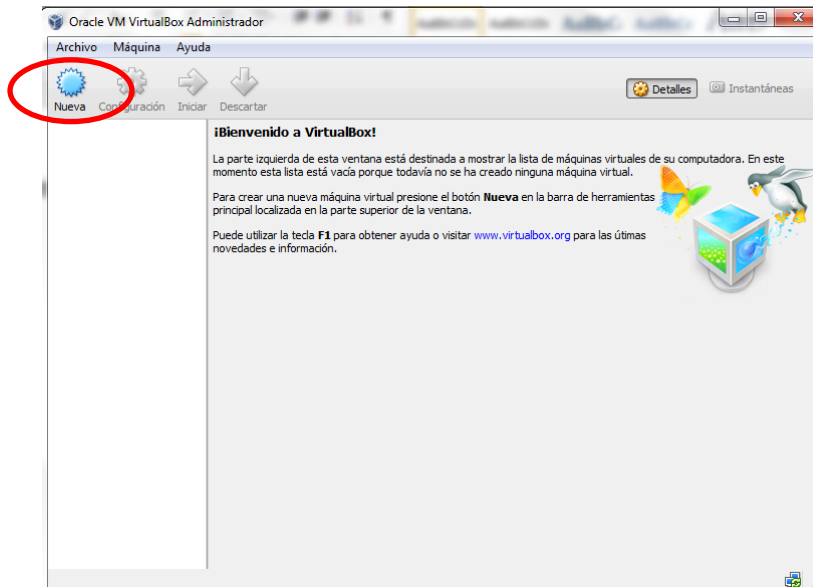 Oracle VM VirtualBox Administrador
Archivo Máquina Ayuda
Nueva Configuración Iniciar Descartar
Detalles Instantáneas
¡Bienvenido a VirtualBox!
La parte izquierda de esta ventana está destinada a mostrar la lista de máquinas virtuales de su computadora. En este
momento esta lista está vacía porque todavía no se ha creado ninguna máquina virtual.
Para crear una nueva máquina virtual presione el botón Nueva en la barra de herramientas
principal localizada en la parte superior de la ventana.
Puede utilizar la tecla F1 para obtener ayuda o visitar www.virtualbox.org para las útimas
novedades e información.